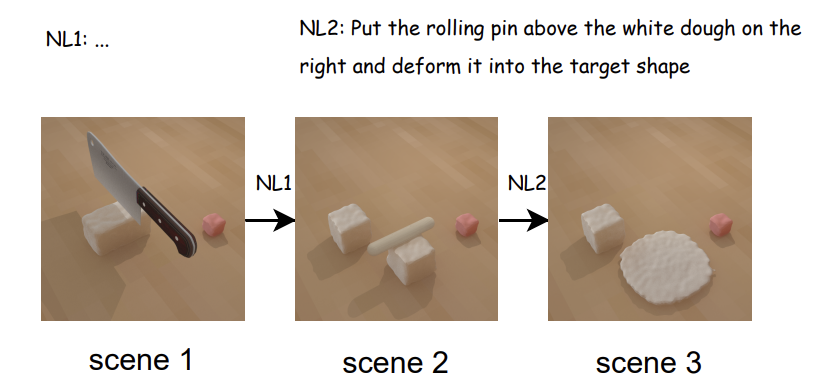 NL1: ...
NL2: Put the rolling pin above the white dough on the
right and deform it into the target shape
NL1
NL2
scene 1
scene 2
scene 3